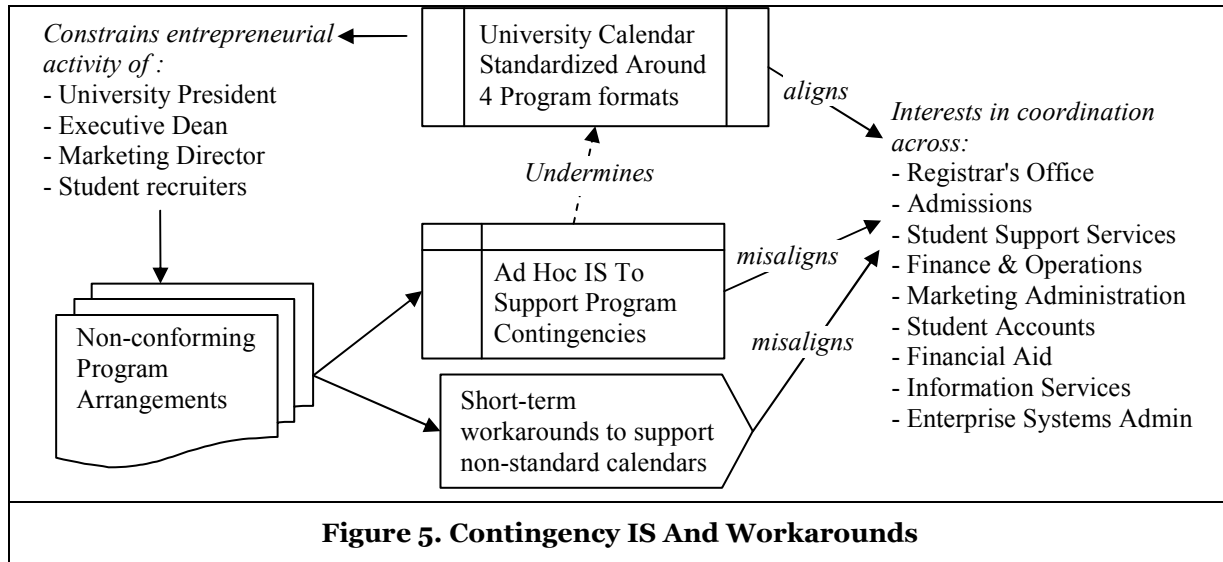 Constrains entrepreneurial
activity of :
- University President
- Executive Dean
- Marketing Director
- Student recruiters
University Calendar
Standardized Around
4 Program formats
aligns
Interests in coordination
across:
- Registrar's Office
- Admissions
- Student Support Services
- Finance & Operations
- Marketing Administration
- Student Accounts
- Financial Aid
- Information Services
- Enterprise Systems Admin
Undermines
Non-conforming
Program
Arrangements
Ad Hoc IS To
Support Program
Contingencies
misaligns
Short-term
workarounds to support
non-standard calendars
misaligns
Figure 5. Contingency IS And Workarounds